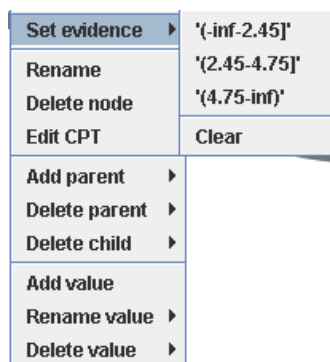 Set evidence
Rename
Delete node
Edit CPT
Add parent
Delete parent
Delete child
Add value
Rename value
Delete value
'(-inf-2.45]'
'(2.45-4.75]'
'(4.75-inf)'
Clear